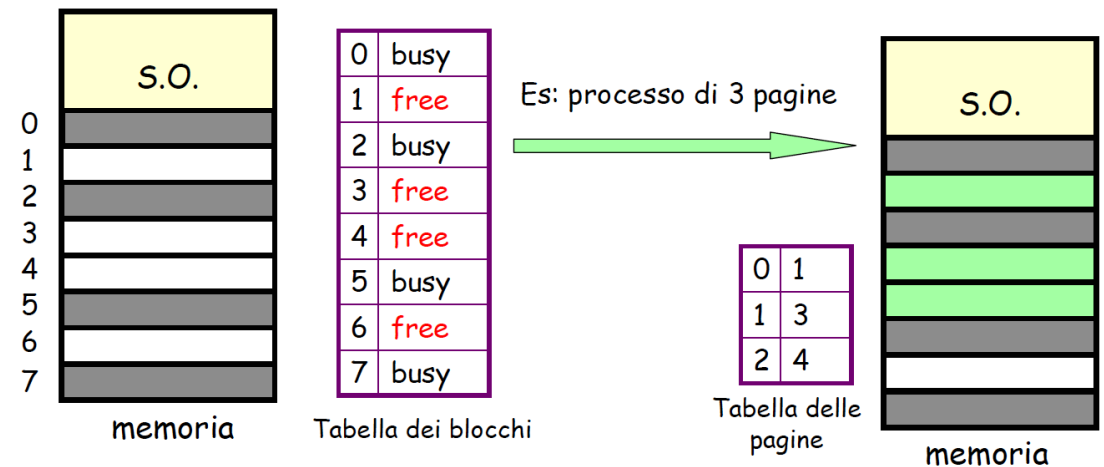 S.O.
0
1
2
3
4
5
6
7
memoria
0 busy
1 free
2 busy
3 free
4 free
5 busy
6 free
7 busy
Tabella dei blocchi
Es: processo di 3 pagine
0 1
1 3
2 4
Tabella delle
pagine
S.O.
memoria